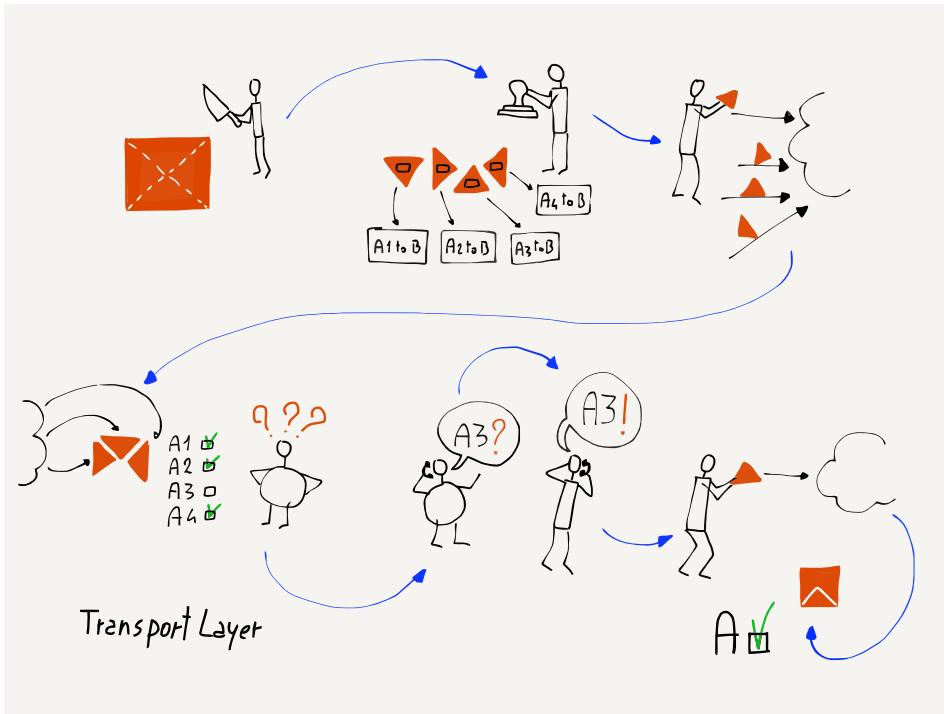 A4 to B
A1 to B
A2 to B
A3 to B
???
A1
A2
A3
A4
A3?
A3!
Transport Layer
A